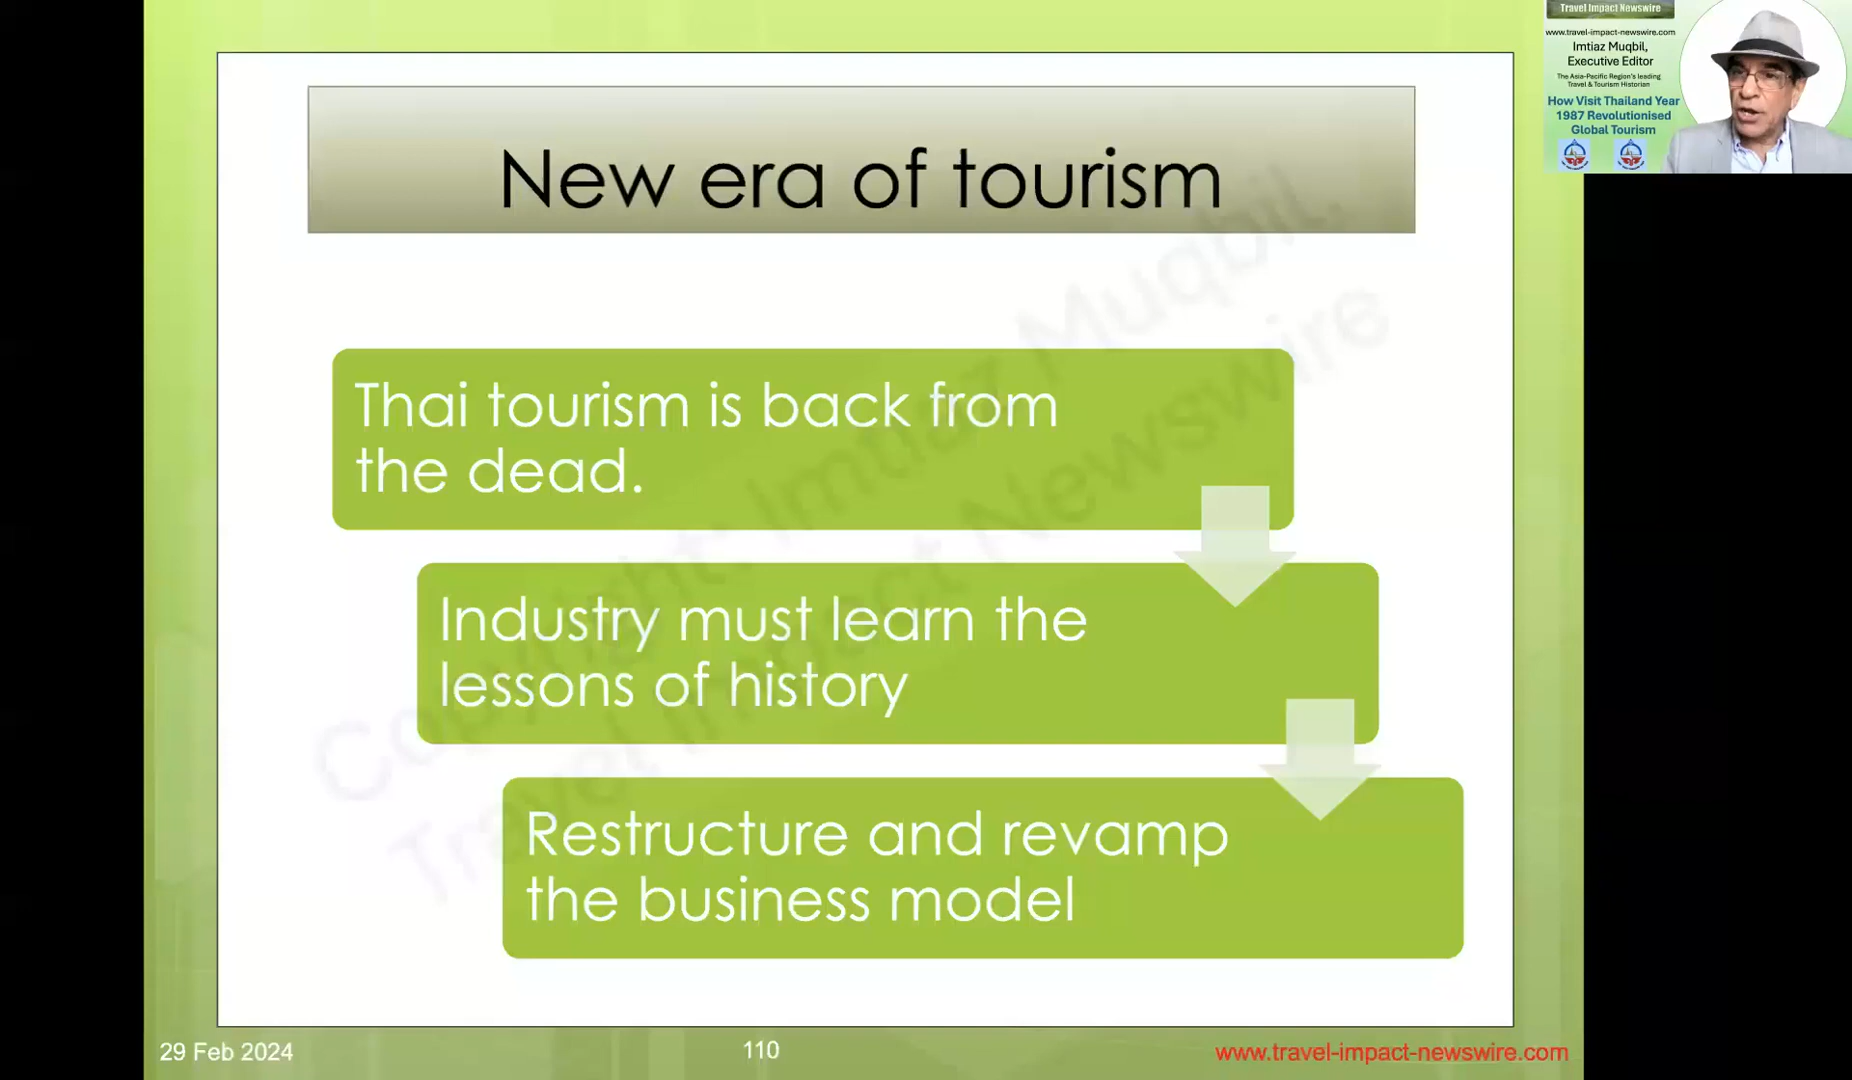 Travel Impact Newswire
www.travel-impact-newswire.com
Imtiaz Muqbil,
Executive Editor
The Asia-Pacific Region's leading
Travel & Tourism Historian
How Visit Thailand Year
1987 Revolutionised
Global Tourism
New era of tourism
Thai tourism is back from
the dead.
Industry must learn the
lessons of history
Restructure and revamp
the business model
Copyright: Imtiaz Muqbil,
Travel Impact Newswire
29 Feb 2024
110
www.travel-impact-newswire.com